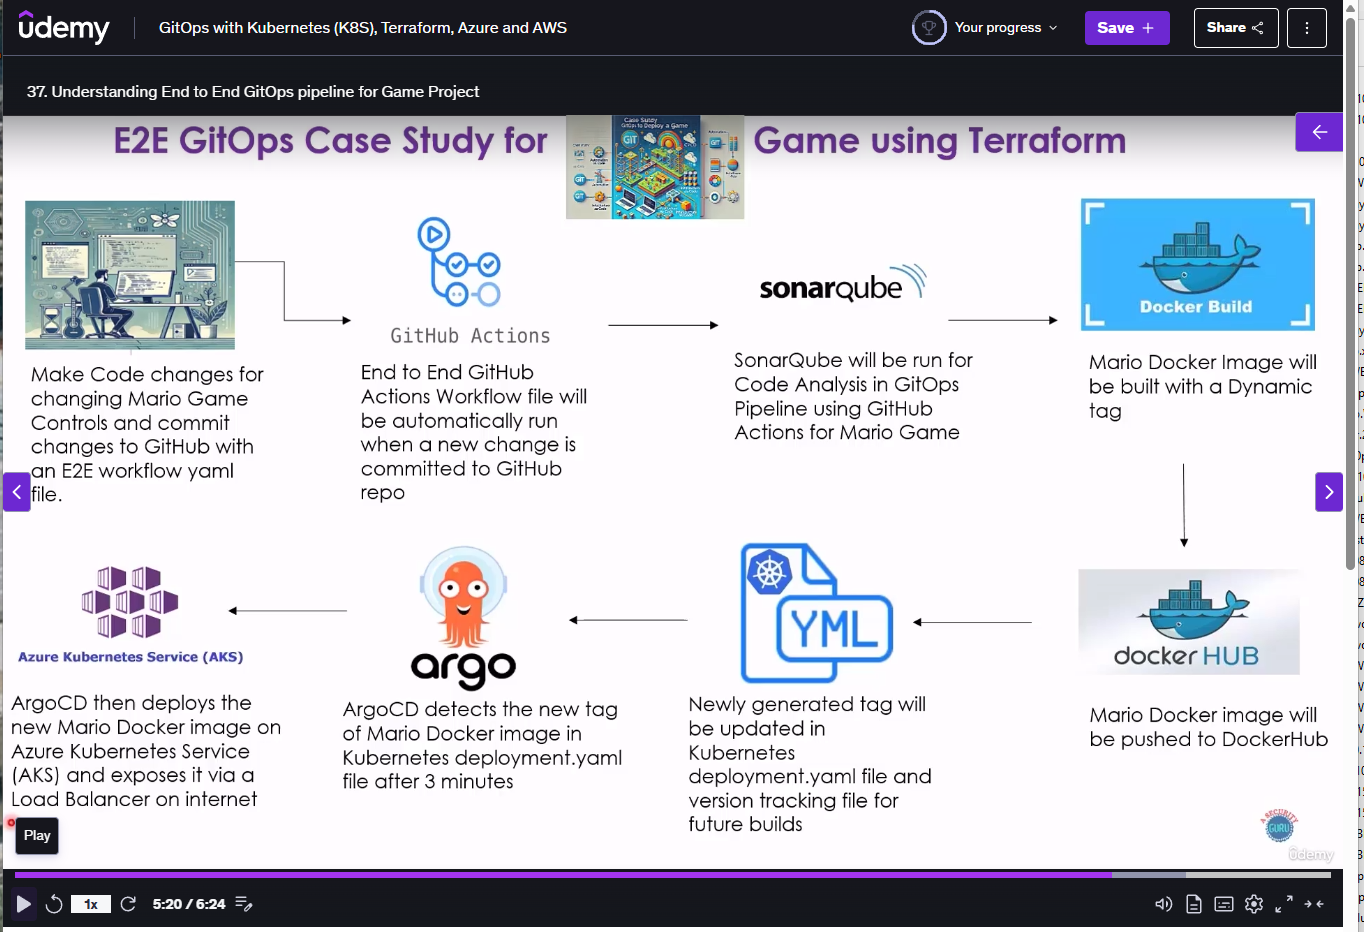 ûdemy
GitOps with Kubernetes (K8S), Terraform, Azure and AWS
Your progress
Save
Share
37. Understanding End to End GitOps pipeline for Game Project
E2E GitOps Case Study for
Game using Terraform
GitHub Actions
sonarqube
Docker Build
Make Code changes for
changing Mario Game
Controls and commit
changes to GitHub with
an E2E workflow yaml
file.
End to End GitHub
Actions Workflow file will
be automatically run
when a new change is
committed to GitHub
repo
SonarQube will be run for
Code Analysis in GitOps
Pipeline using GitHub
Actions for Mario Game
Mario Docker Image will
be built with a Dynamic
tag
Azure Kubernetes Service (AKS)
argo
YML
docker HUB
ArgoCD then deploys the
new Mario Docker image on
Azure Kubernetes Service
(AKS) and exposes it via a
Load Balancer on internet
ArgoCD detects the new tag
of Mario Docker image in
Kubernetes deployment.yaml
file after 3 minutes
Newly generated tag will
be updated in
Kubernetes
deployment.yaml file and
version tracking file for
future builds
Mario Docker image will
be pushed to DockerHub
A SECURITY
GURU
ûdemy
Play
1x
5:20 / 6:24